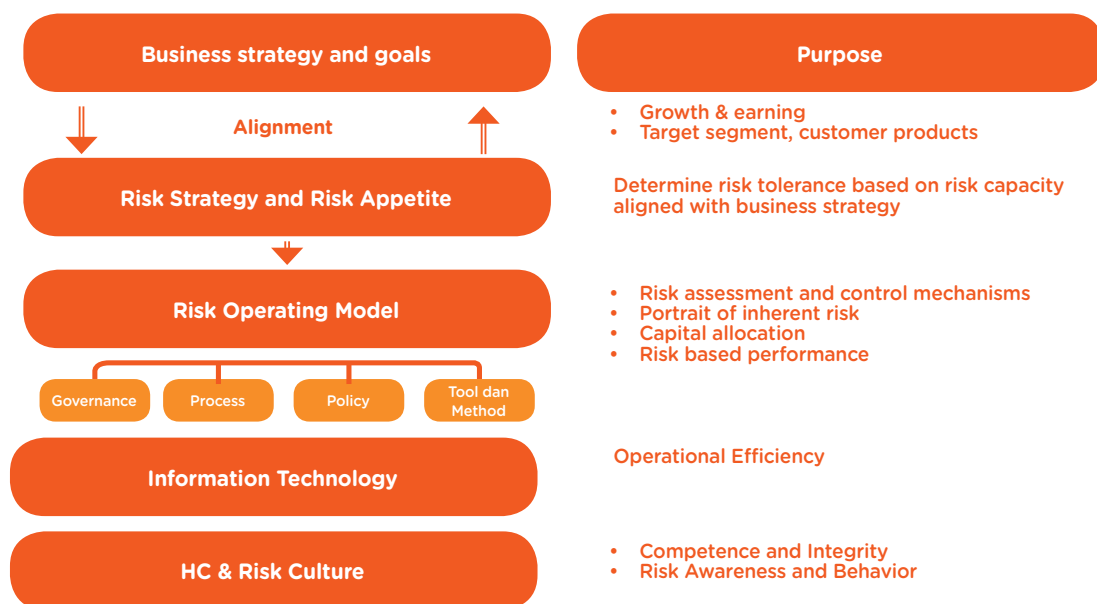 Business strategy and goals
Purpose
Alignment
• Growth & earning
• Target segment, customer products
Risk Strategy and Risk Appetite
Determine risk tolerance based on risk capacity
aligned with business strategy
Risk Operating Model
• Risk assessment and control mechanisms
• Portrait of inherent risk
• Capital allocation
• Risk based performance
Governance
Process
Policy
Tool dan
Method
Information Technology
Operational Efficiency
HC & Risk Culture
• Competence and Integrity
• Risk Awareness and Behavior